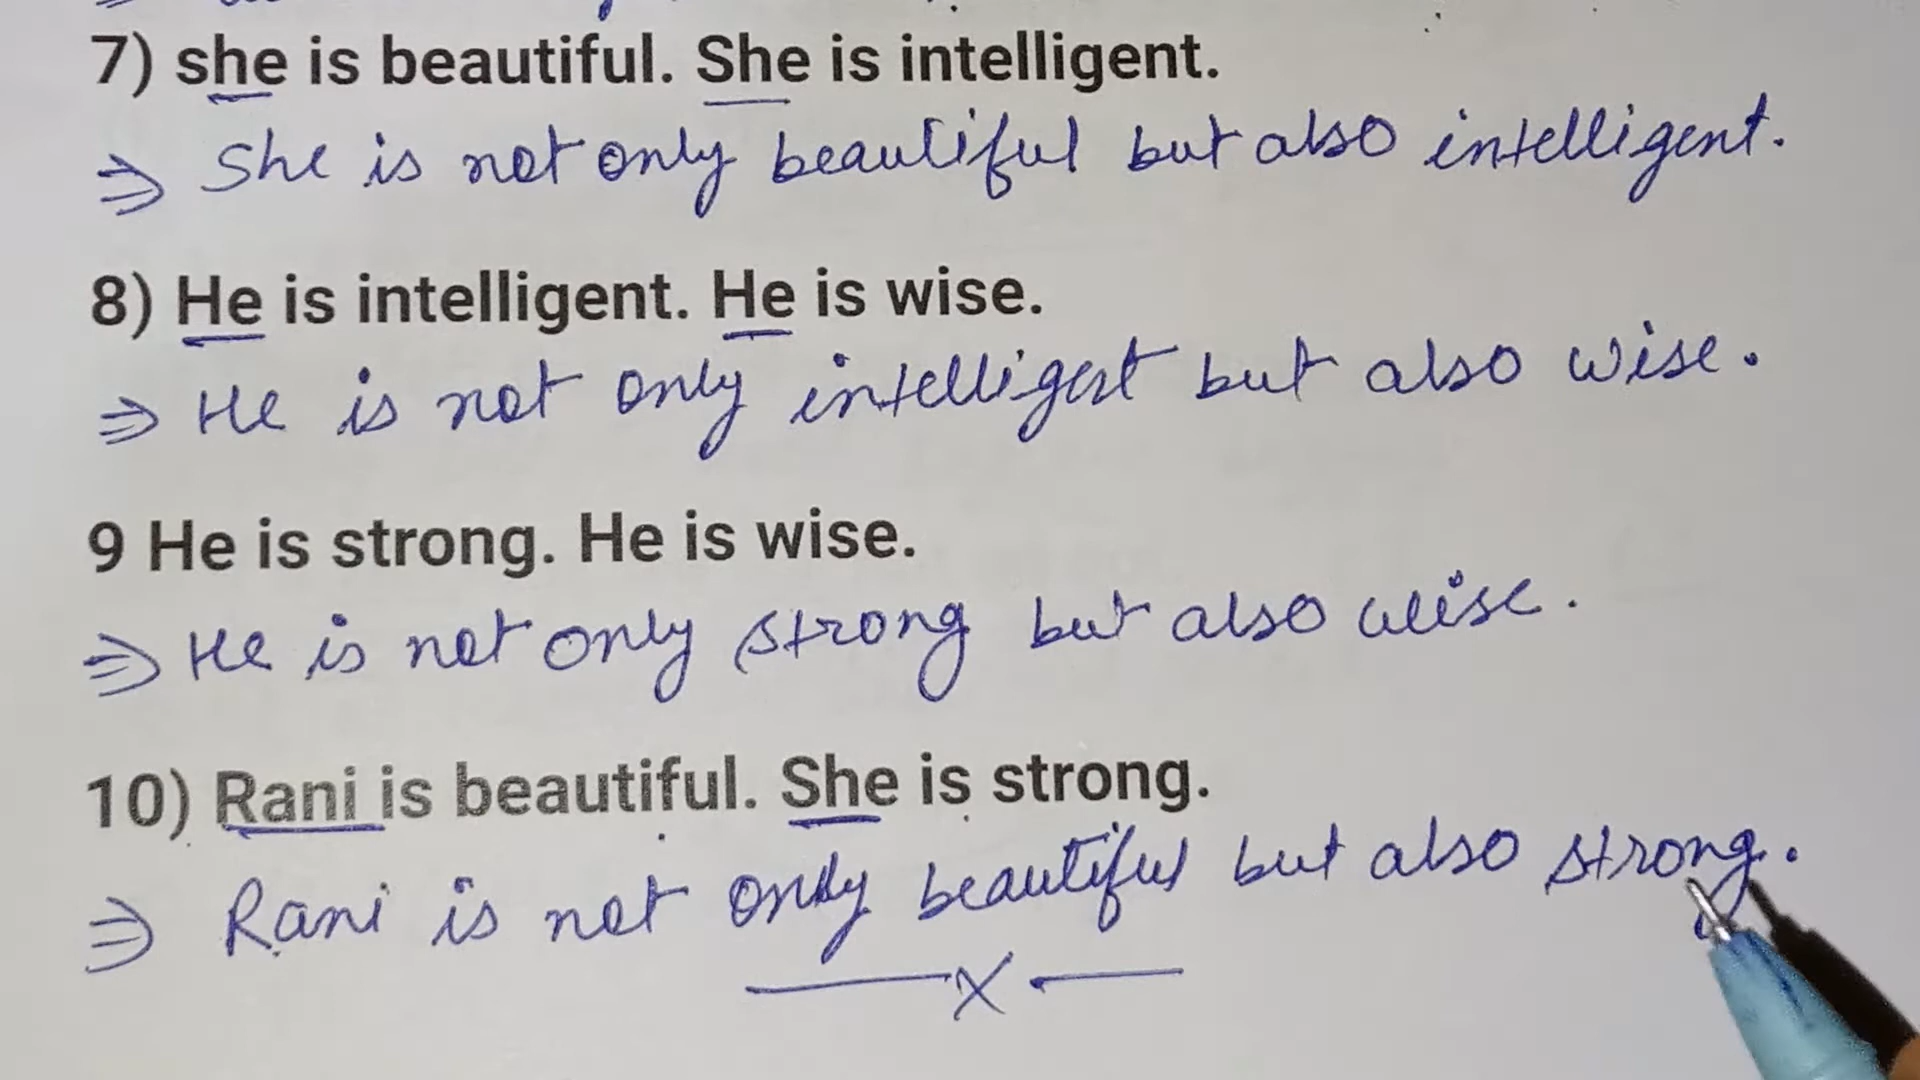 7) she is beautiful. She is intelligent.
⇒ She is not only beautiful but also intelligent.
8) He is intelligent. He is wise.
⇒ He is not only intelligent but also wise.
9 He is strong. He is wise.
⇒ He is not only strong but also wise.
10) Rani is beautiful. She is strong.
⇒ Rani is not only beautiful but also strong.
—x—